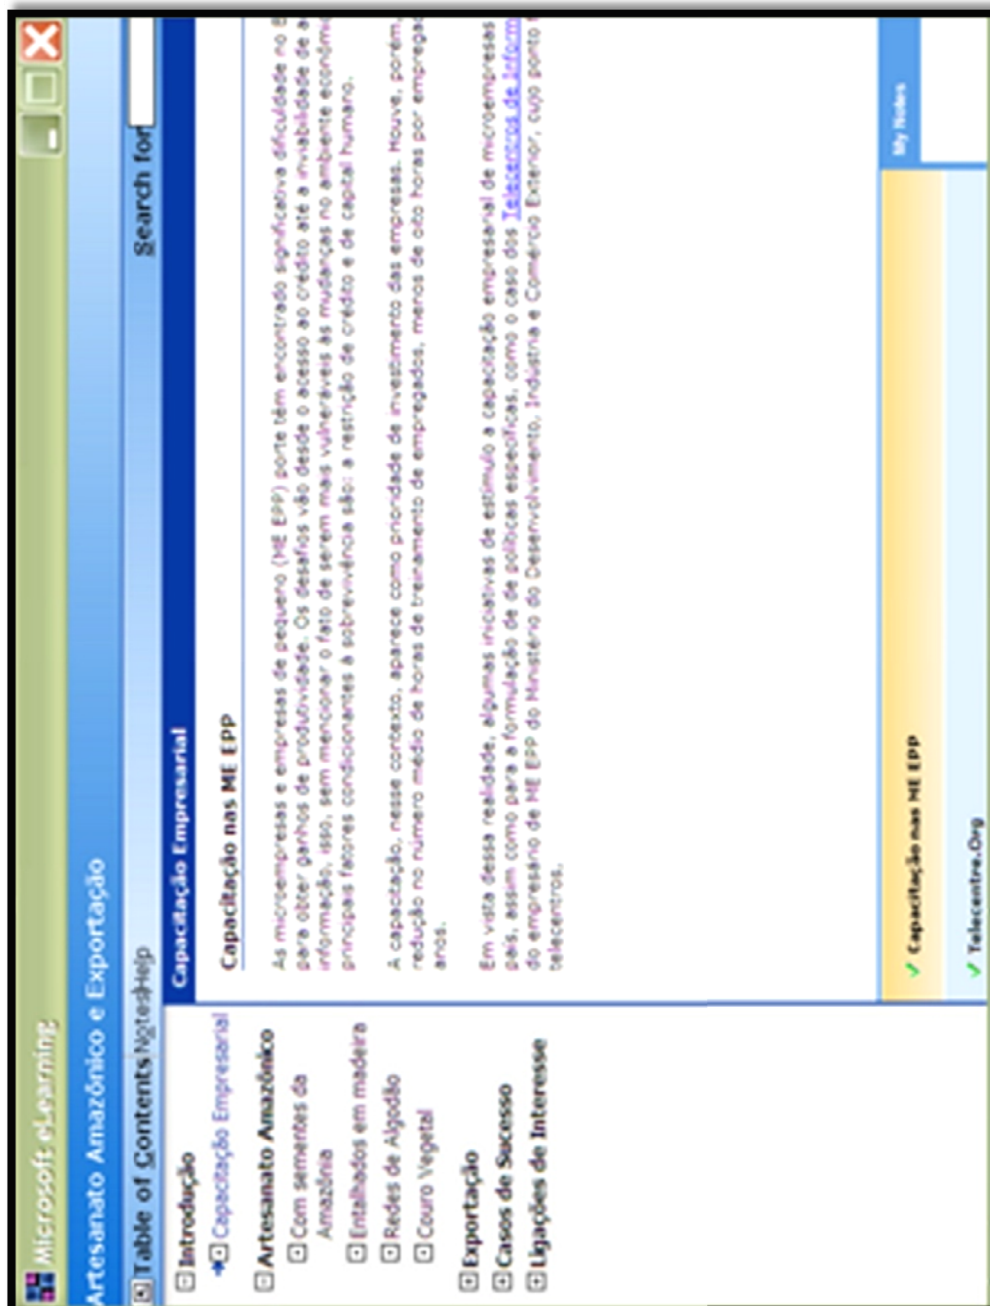 Microsoft eLearning
Artesanato Amazônico e Exportação
Table of Contents Notes Help Search for
Introdução
Capacitação Empresarial
Artesanato Amazônico
Com sementes da
Amazônia
Entalhados em madeira
Redes de Algodão
Couro Vegetal
Exportação
Casos de Sucesso
Ligações de Interesse
Capacitação Empresarial
Capacitação nas ME EPP
As microempresas e empresas de pequeno (ME EPP) porte têm encontrado significativa dificuldade no
para obter ganhos de produtividade. Os desafios vão desde o acesso ao crédito até a inviabilidade de
informação, isso, sem mencionar o fato de serem mais vulneráveis às mudanças no ambiente econôm
principais fatores condicionantes à sobrevivência são: a restrição de crédito e de capital humano.
A capacitação, nesse contexto, aparece como prioridade de investimento das empresas. Houve, porém,
redução no número médio de horas de treinamento de empregados, menos de oito horas por empreg
anos.
Em vista dessa realidade, algumas iniciativas de estímulo a capacitação empresarial de microempresas
país, assim como para a formulação de de políticas específicas, como o caso dos Telecentros de Inform
do empresário de ME EPP do Ministério do Desenvolvimento, Indústria e Comércio Exterior, cujo ponto
telecentros.
My Notes
Capacitação nas ME EPP
Telecentre.Org